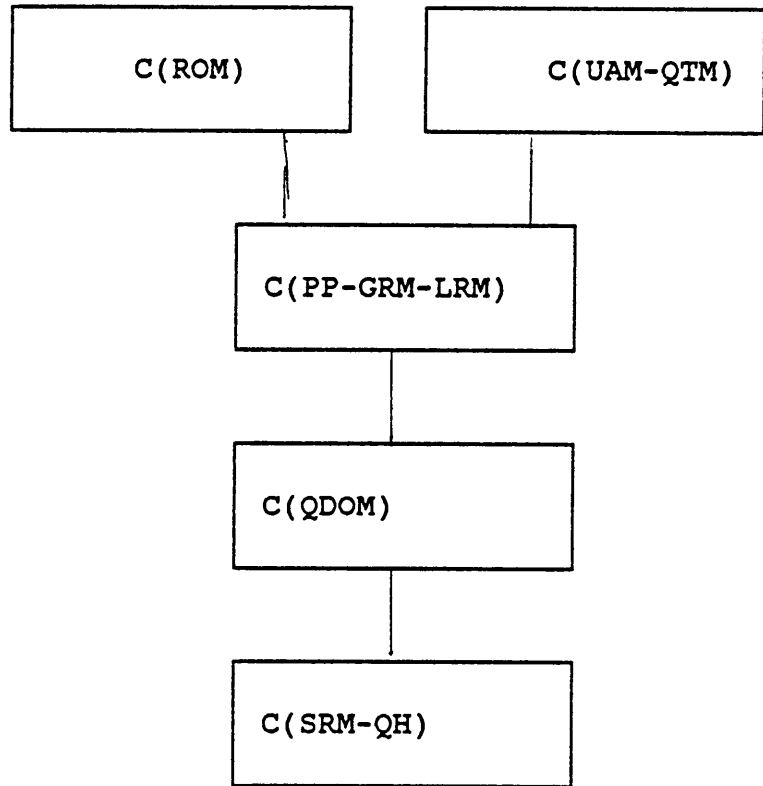 C(ROM)
C(UAM-QTM)
C(PP-GRM-LRM)
C(QDOM)
C(SRM-QH)